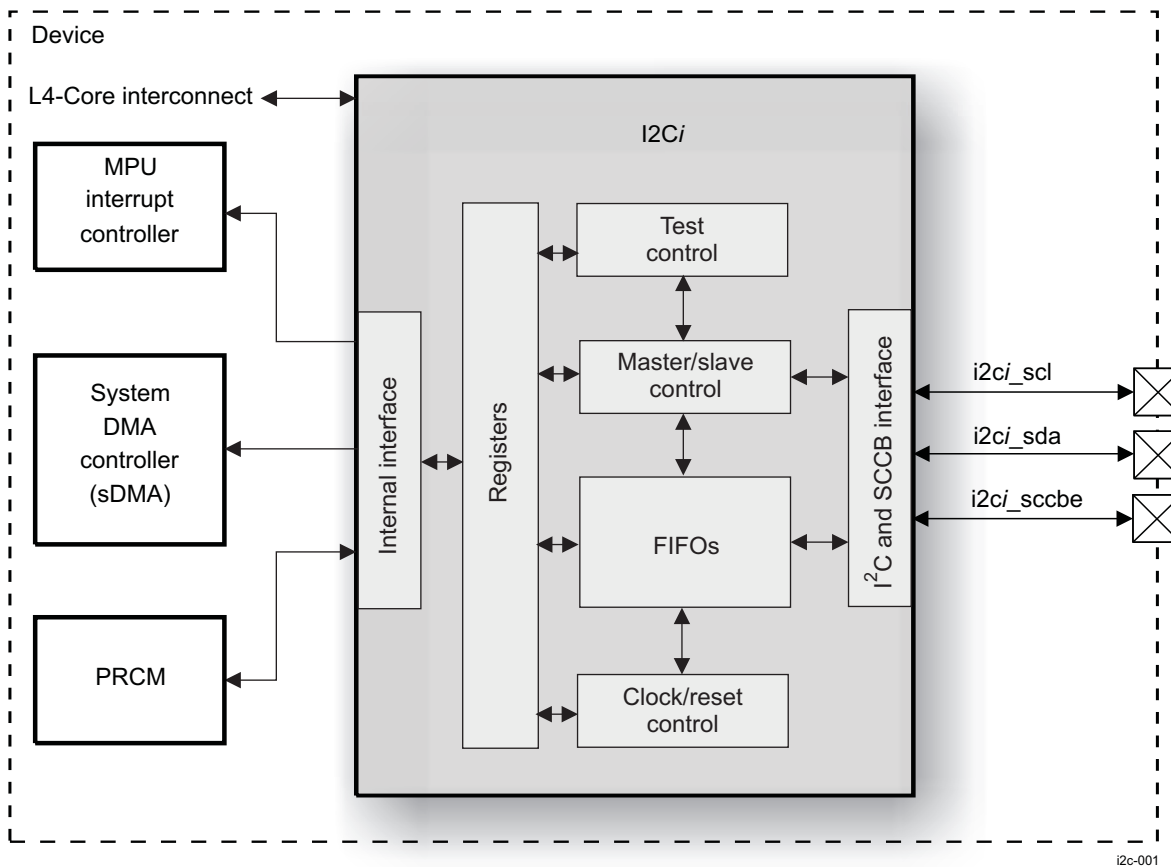 Device
L4-Core interconnect
I2Ci
MPU
interrupt
controller
System
DMA
controller
(sDMA)
PRCM
Internal interface
Registers
Test
control
Master/slave
control
FIFOs
Clock/reset
control
I²C and SCCB interface
i2ci_scl
i2ci_sda
i2ci_sccbe
i2c-001